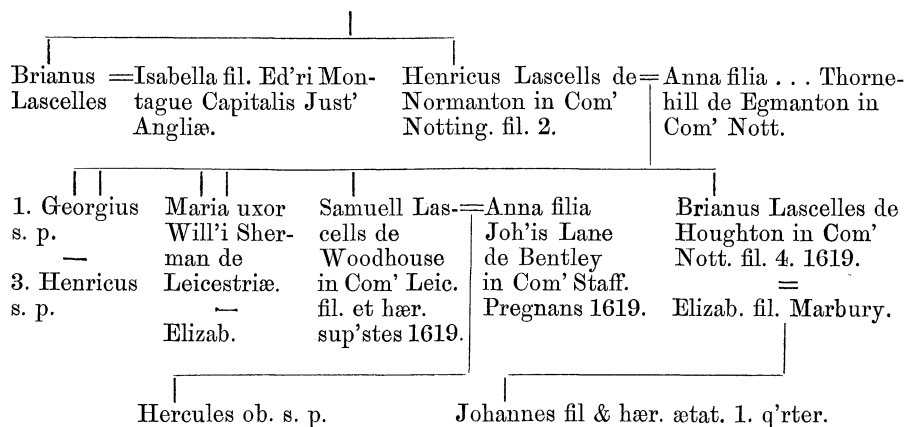 Brianus =Isabella fil. Ed'ri Mon-
Lascelles tague Capitalis Just'
Angliæ.
Henricus Lascells de=
Normanton in Com'
Notting. fil. 2.
Anna filia . . . Thorne-
hill de Egmanton in
Com' Nott.
1. Georgius
s. p.
—
3. Henricus
s. p.
Maria uxor
Will'i Sher-
man de
Leicestriæ.
—
Elizab.
Samuell Las-=
cells de
Woodhouse
in Com' Leic.
fil. et hær.
sup'stes 1619.
Anna filia
Joh'is Lane
de Bentley
in Com' Staff.
Pregnans 1619.
Brianus Lascelles de
Houghton in Com'
Nott. fil. 4. 1619.
=
Elizab. fil. Marbury.
Hercules ob. s. p.
Johannes fil & hær. ætat. 1. q'rter.